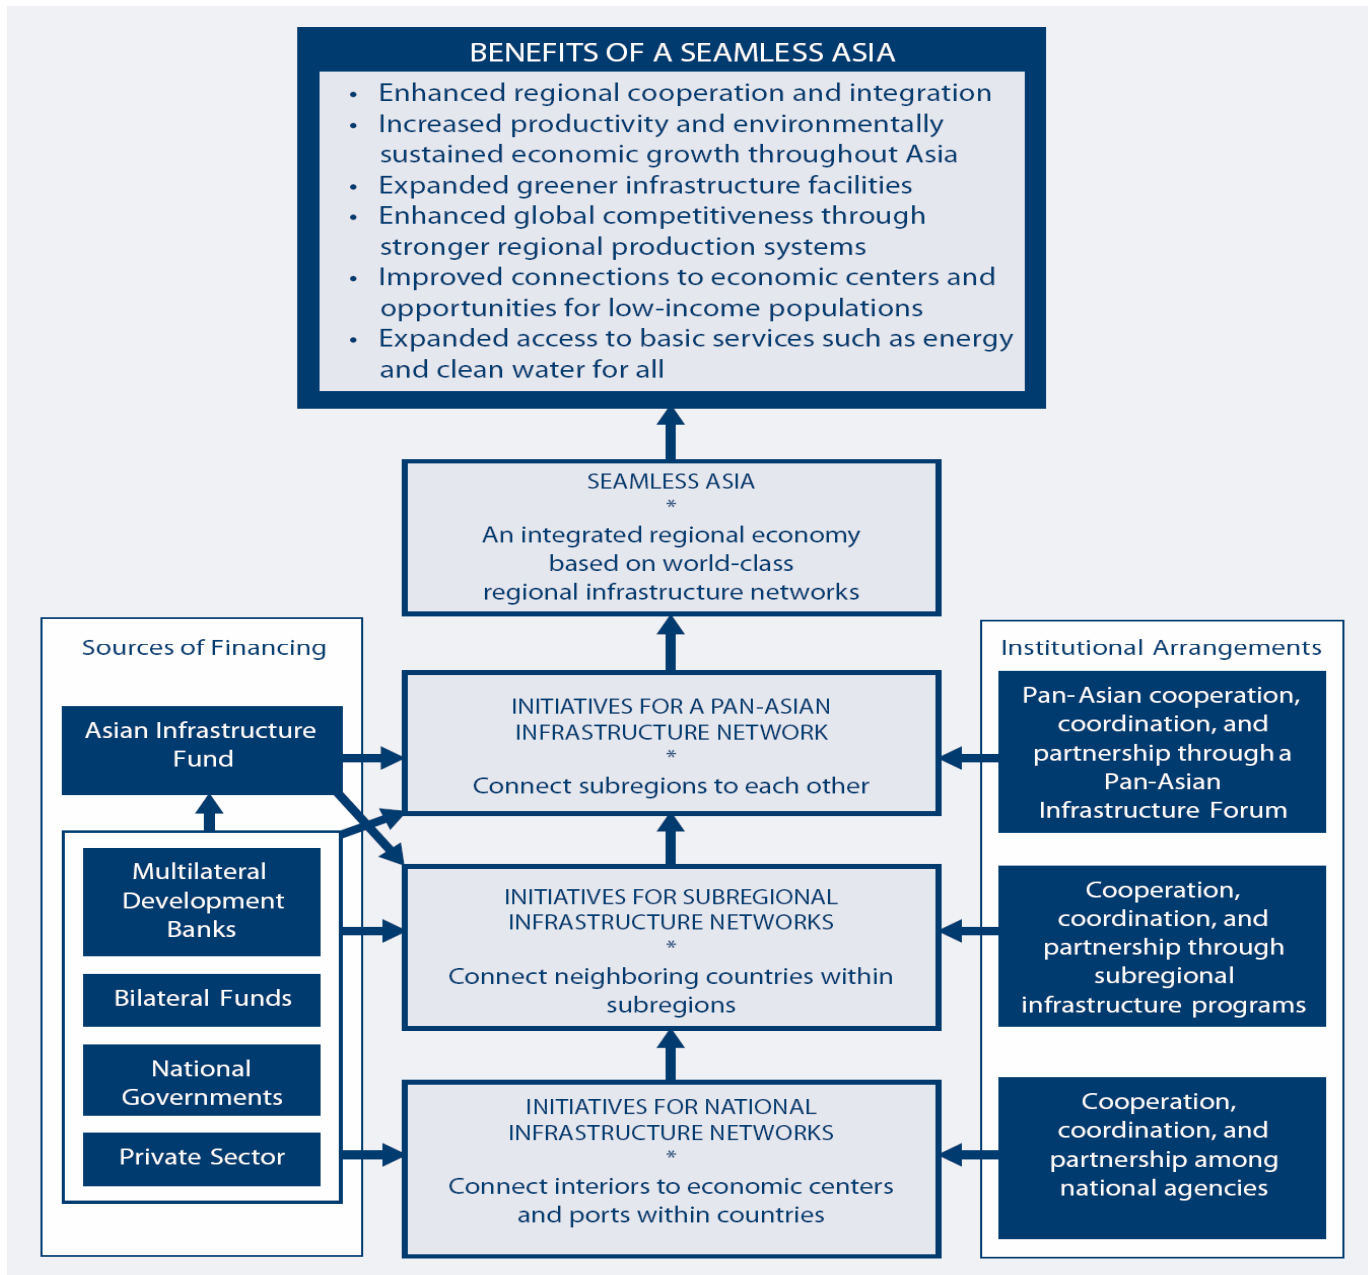 BENEFITS OF A SEAMLESS ASIA
• Enhanced regional cooperation and integration
• Increased productivity and environmentally
sustained economic growth throughout Asia
• Expanded greener infrastructure facilities
• Enhanced global competitiveness through
stronger regional production systems
• Improved connections to economic centers and
opportunities for low-income populations
• Expanded access to basic services such as energy
and clean water for all
SEAMLESS ASIA
*
An integrated regional economy
based on world-class
regional infrastructure networks
Sources of Financing
Asian Infrastructure
Fund
Multilateral
Development
Banks
Bilateral Funds
National
Governments
Private Sector
INITIATIVES FOR A PAN-ASIAN
INFRASTRUCTURE NETWORK
*
Connect subregions to each other
INITIATIVES FOR SUBREGIONAL
INFRASTRUCTURE NETWORKS
*
Connect neighboring countries within
subregions
INITIATIVES FOR NATIONAL
INFRASTRUCTURE NETWORKS
*
Connect interiors to economic centers
and ports within countries
Institutional Arrangements
Pan-Asian cooperation,
coordination, and
partnership through a
Pan-Asian
Infrastructure Forum
Cooperation,
coordination, and
partnership through
subregional
infrastructure programs
Cooperation,
coordination, and
partnership among
national agencies